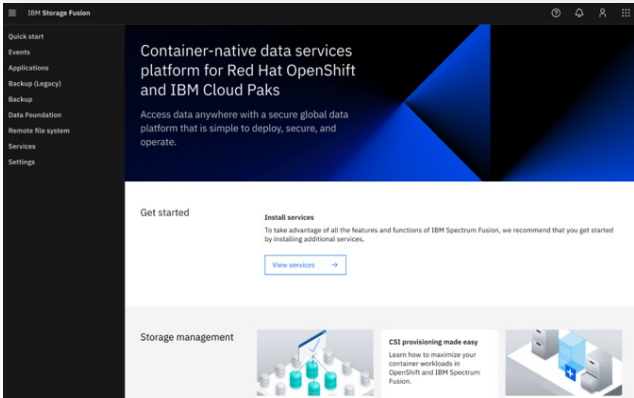 IBM Storage Fusion
Quick start
Events
Applications
Backup (Legacy)
Backup
Data Foundation
Remote file system
Services
Settings
Container-native data services
platform for Red Hat OpenShift
and IBM Cloud Paks
Access data anywhere with a secure global data
platform that is simple to deploy, secure, and
operate.
Get started
Install services
To take advantage of all the features and functions of IBM Spectrum Fusion, we recommend that you get started
by installing additional services.
View services
Storage management
CSI provisioning made easy
Learn how to maximize your
container workloads in
OpenShift and IBM Spectrum
Fusion.